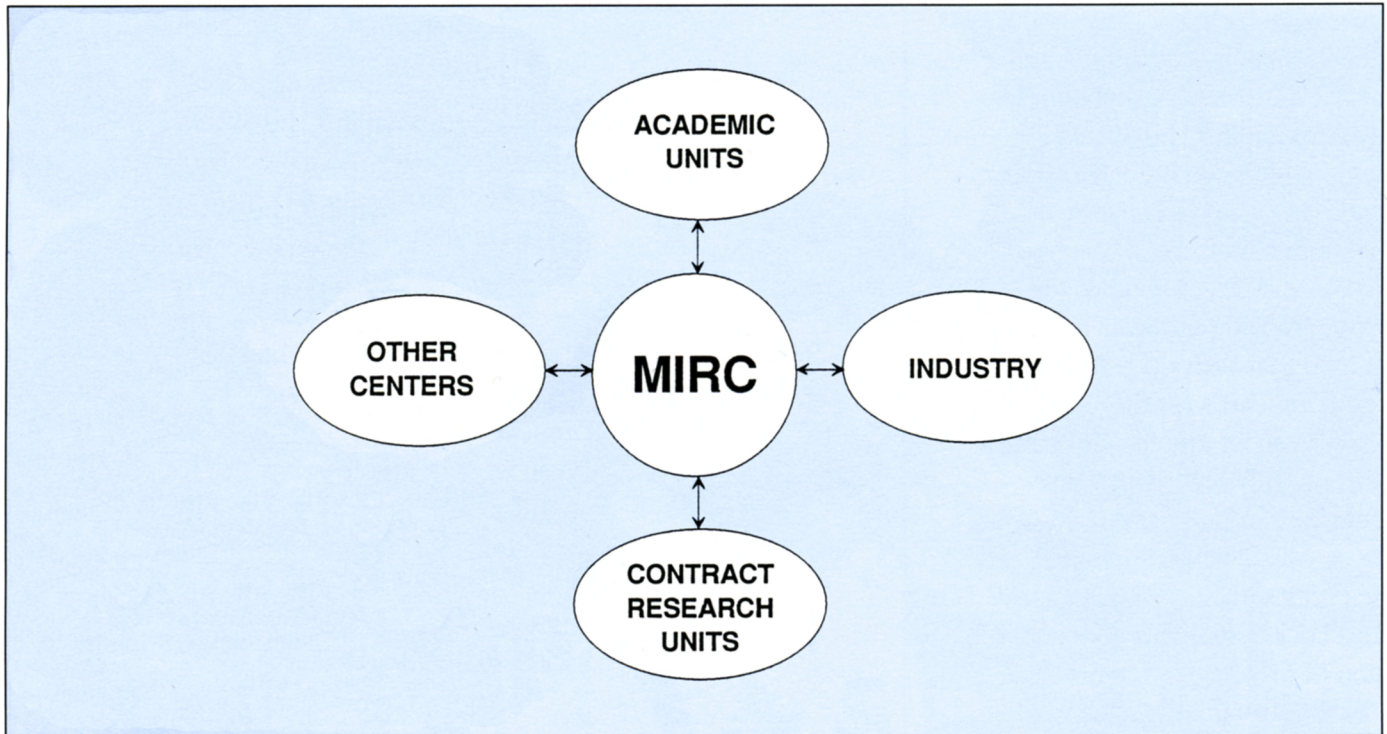 ACADEMIC
UNITS
OTHER
CENTERS
MIRC
INDUSTRY
CONTRACT
RESEARCH
UNITS